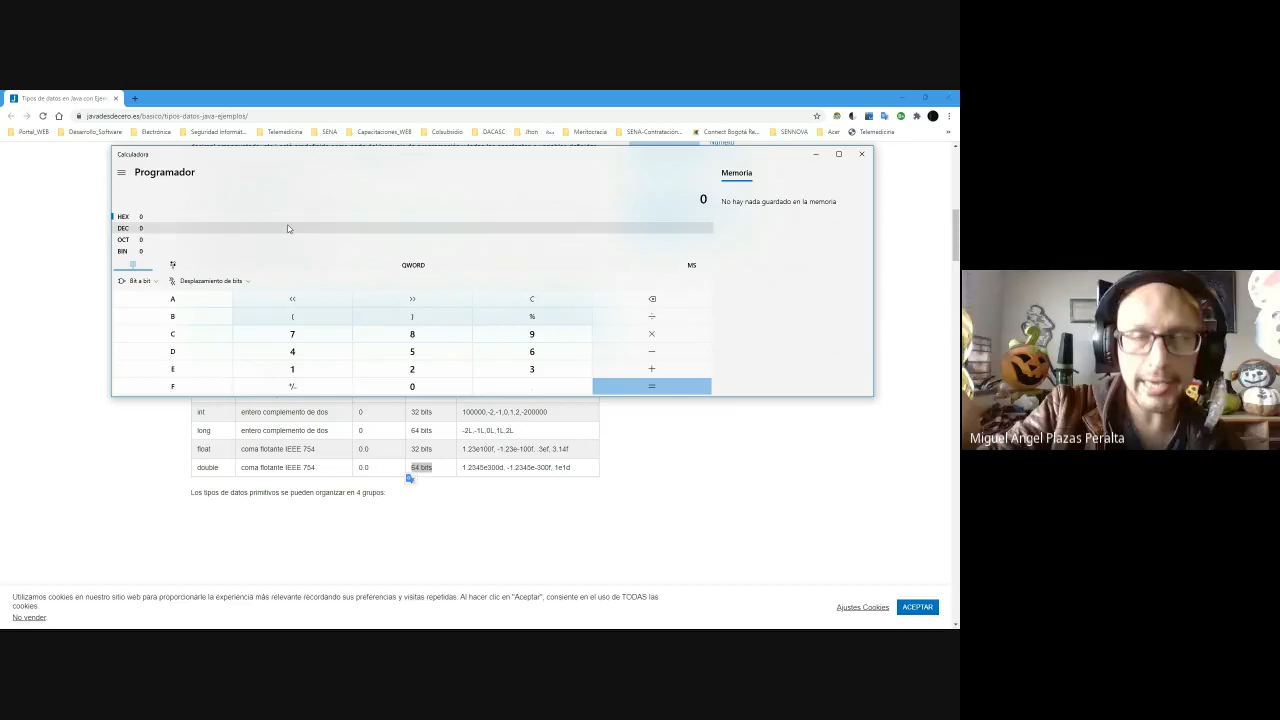 Tipos de datos en Java con Ejem
javadesdecero.es/basico/tipos-datos-java-ejemplos/
Portal_WEB
Desarrollo_Software
Electrónica
Seguridad Informát...
Telemedicina
SENA
Capacitaciones_WEB
Colsubsidio
DACASC
Jhon
Meritocracia
SENA-Contratación...
Connect Bogotá Re...
SENNOVA
Acer
Telemedicina
Número
Calculadora
Programador
0
HEX 0
DEC 0
OCT 0
BIN 0
QWORD
MS
Bit a bit
Desplazamiento de bits
A << >> C
B ( ) % ÷
C 7 8 9 ×
D 4 5 6 −
E 1 2 3 +
F +/- 0 . =
Memoria
No hay nada guardado en la memoria
int entero complemento de dos 0 32 bits 100000,-2,-1,0,1,2,-200000
long entero complemento de dos 0 64 bits -2L,-1L,0L,1L,2L
float coma flotante IEEE 754 0.0 32 bits 1.23e100f, -1.23e-100f, .3ef, 3.14f
double coma flotante IEEE 754 0.0 64 bits 1.2345e300d, -1.2345e-300f, 1e1d
Los tipos de datos primitivos se pueden organizar en 4 grupos:
Utilizamos cookies en nuestro sitio web para proporcionarle la experiencia más relevante recordando sus preferencias y visitas repetidas. Al hacer clic en "Aceptar", consiente en el uso de TODAS las
cookies.
No vender.
Ajustes Cookies
ACEPTAR
Miguel Angel Plazas Peralta